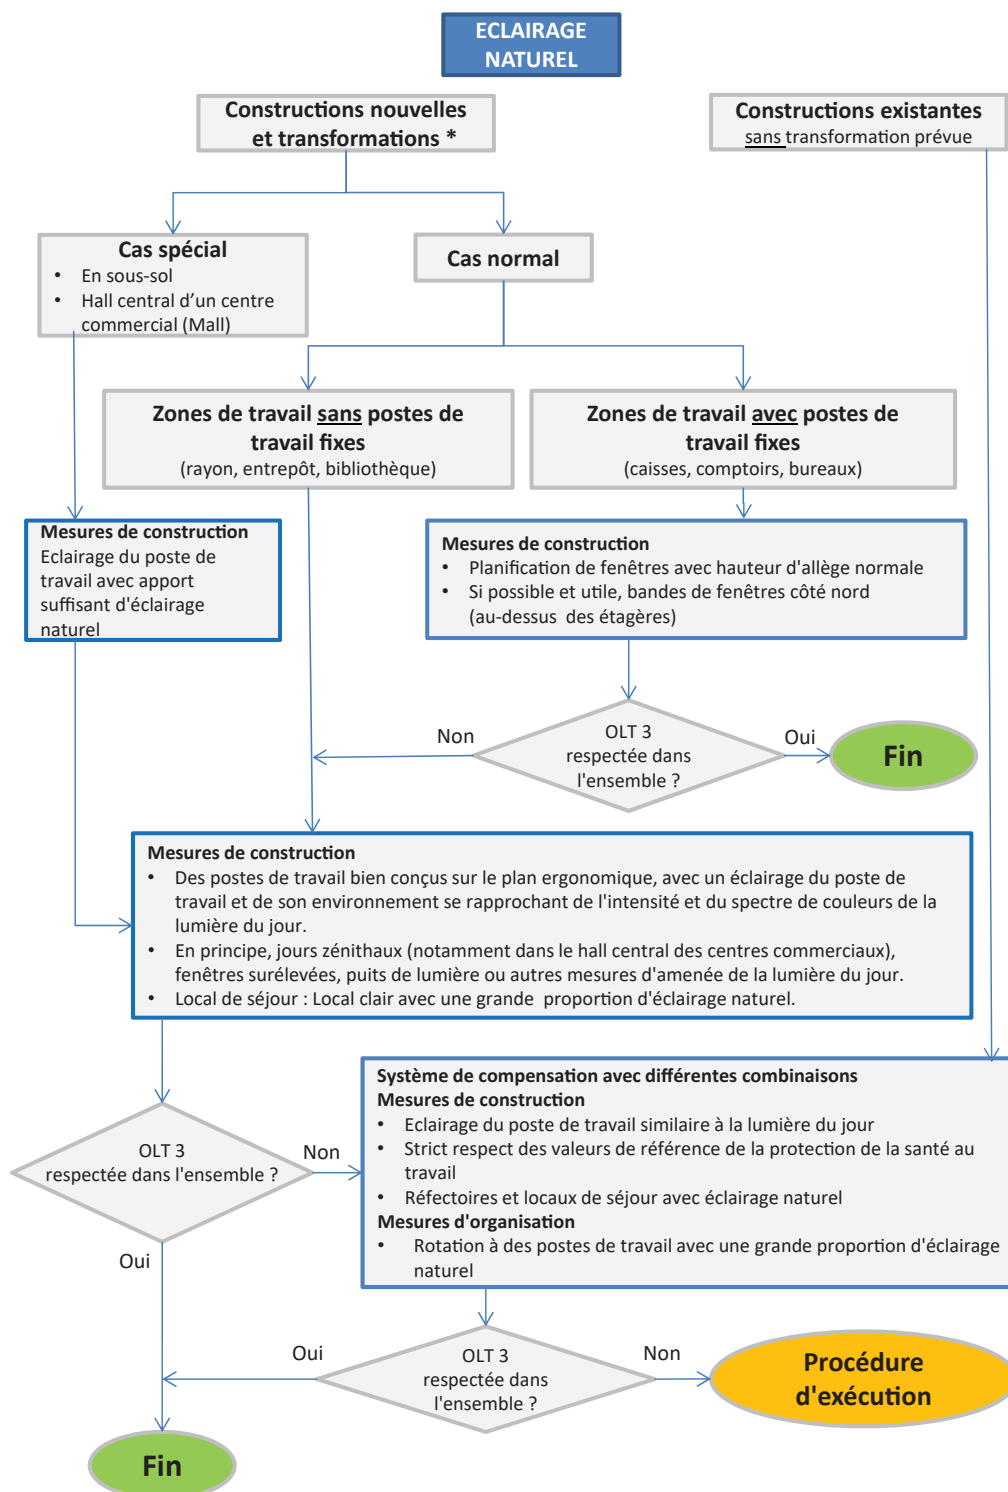 ECLAIRAGE
NATUREL
Constructions nouvelles
et transformations *
Constructions existantes
sans transformation prévue
Cas spécial
• En sous-sol
• Hall central d'un centre
commercial (Mall)
Cas normal
Zones de travail sans postes de
travail fixes
(rayon, entrepôt, bibliothèque)
Zones de travail avec postes de
travail fixes
(caisses, comptoirs, bureaux)
Mesures de construction
Eclairage du poste de
travail avec apport
suffisant d'éclairage
naturel
Mesures de construction
• Planification de fenêtres avec hauteur d'allège normale
• Si possible et utile, bandes de fenêtres côté nord
(au-dessus des étagères)
Non
OLT 3
respectée dans
l'ensemble ?
Oui
Fin
Mesures de construction
• Des postes de travail bien conçus sur le plan ergonomique, avec un éclairage du poste de
travail et de son environnement se rapprochant de l'intensité et du spectre de couleurs de la
lumière du jour.
• En principe, jours zénithaux (notamment dans le hall central des centres commerciaux),
fenêtres surélevées, puits de lumière ou autres mesures d'amenée de la lumière du jour.
• Local de séjour : Local clair avec une grande proportion d'éclairage naturel.
OLT 3
respectée dans l'ensemble ?
Non
Oui
Système de compensation avec différentes combinaisons
Mesures de construction
• Eclairage du poste de travail similaire à la lumière du jour
• Strict respect des valeurs de référence de la protection de la santé au
travail
• Réfectoires et locaux de séjour avec éclairage naturel
Mesures d'organisation
• Rotation à des postes de travail avec une grande proportion d'éclairage
naturel
Oui
OLT 3
respectée dans
l'ensemble ?
Non
Procédure
d'exécution
Fin